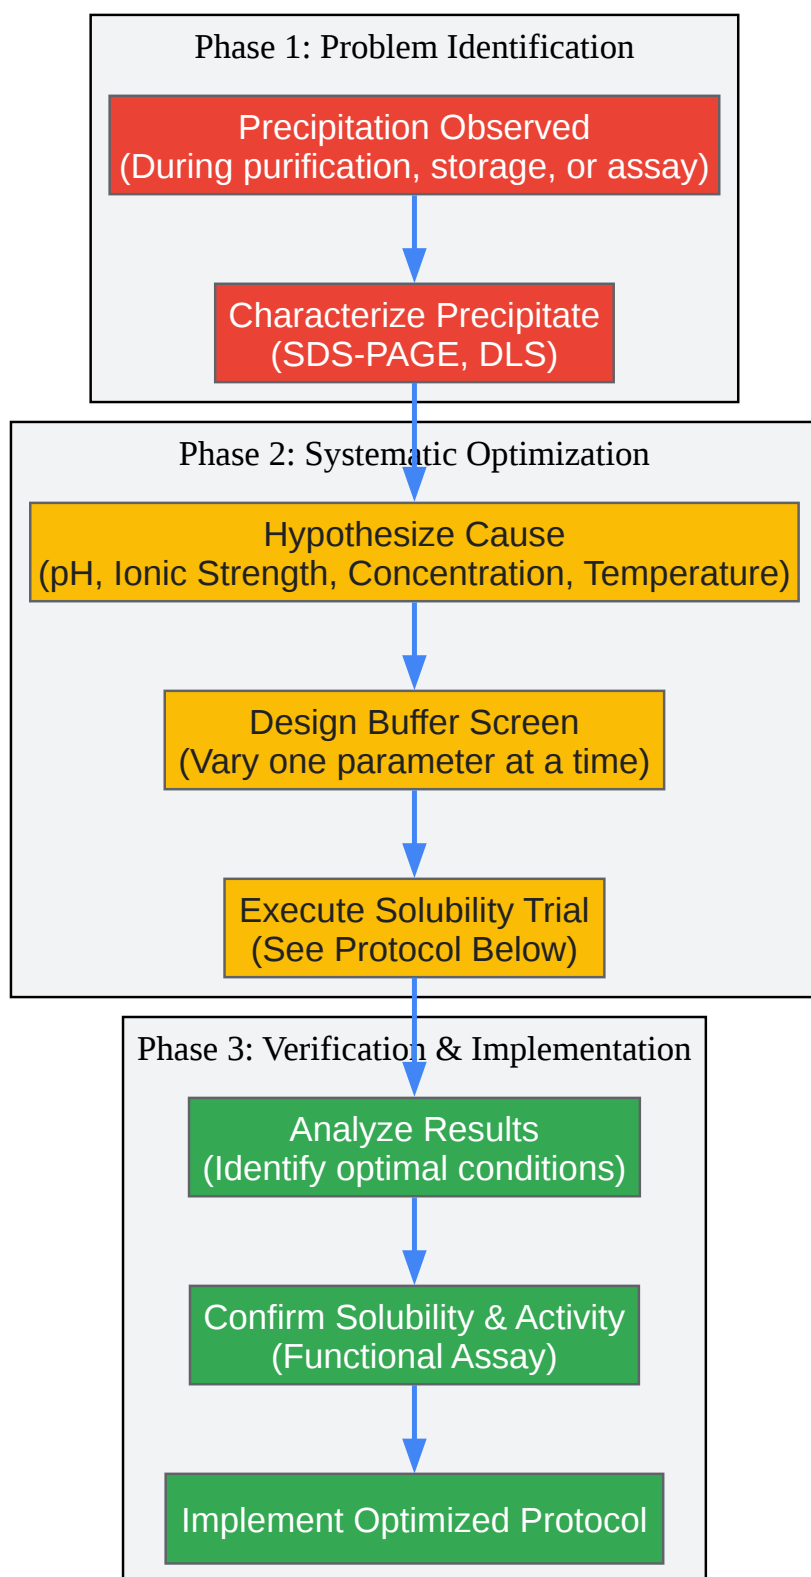 Phase 1: Problem Identification
Precipitation Observed
(During purification, storage, or assay)
Characterize Precipitate
(SDS-PAGE, DLS)
Phase 2: Systematic Optimization
Hypothesize Cause
(pH, Ionic Strength, Concentration, Temperature)
Design Buffer Screen
(Vary one parameter at a time)
Execute Solubility Trial
(See Protocol Below)
Phase 3: Verification & Implementation
Analyze Results
(Identify optimal conditions)
Confirm Solubility & Activity
(Functional Assay)
Implement Optimized Protocol